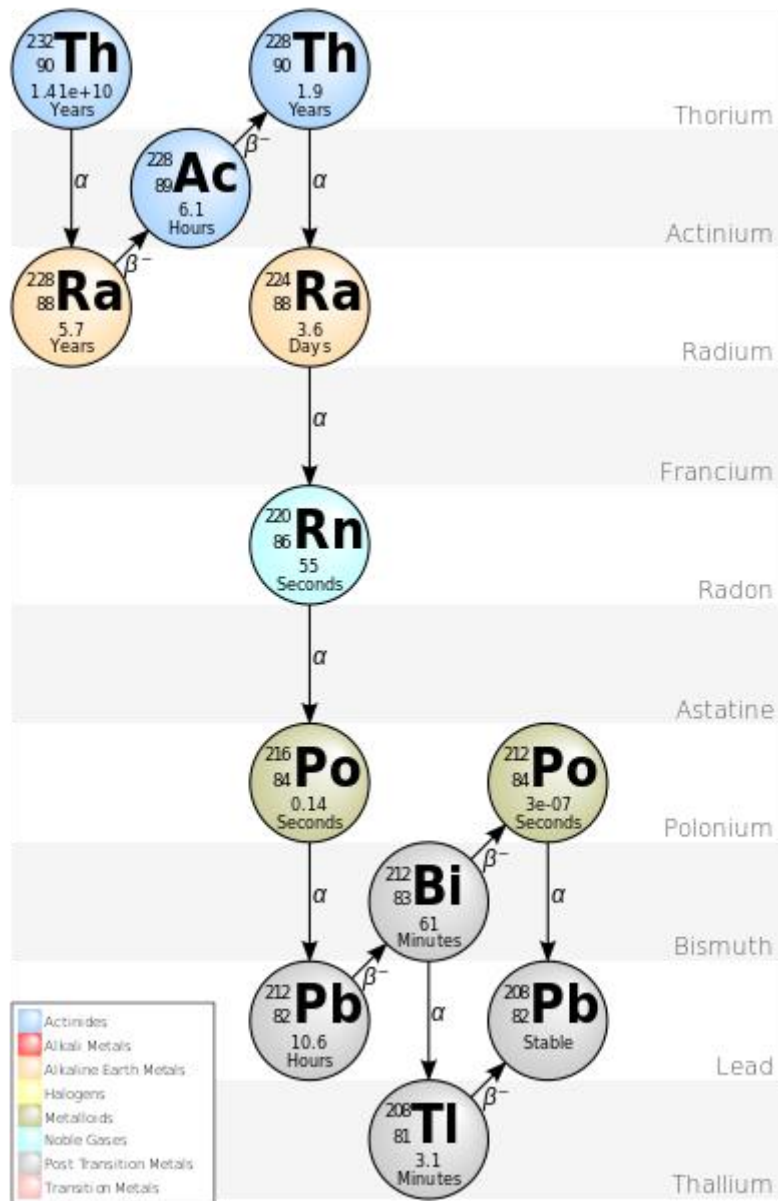 232
90
Th
1.41e+10
Years
228
90
Th
1.9
Years
Thorium
α
β⁻
α
228
89
Ac
6.1
Hours
Actinium
β⁻
228
88
Ra
5.7
Years
224
88
Ra
3.6
Days
Radium
α
Francium
220
86
Rn
55
Seconds
Radon
α
Astatine
216
84
Po
0.14
Seconds
212
84
Po
3e-07
Seconds
Polonium
α
β⁻
α
212
83
Bi
61
Minutes
Bismuth
β⁻
212
82
Pb
10.6
Hours
α
208
82
Pb
Stable
Lead
β⁻
208
81
Tl
3.1
Minutes
Thallium
Actinides
Alkali Metals
Alkaline Earth Metals
Halogens
Metalloids
Noble Gases
Post Transition Metals
Transition Metals